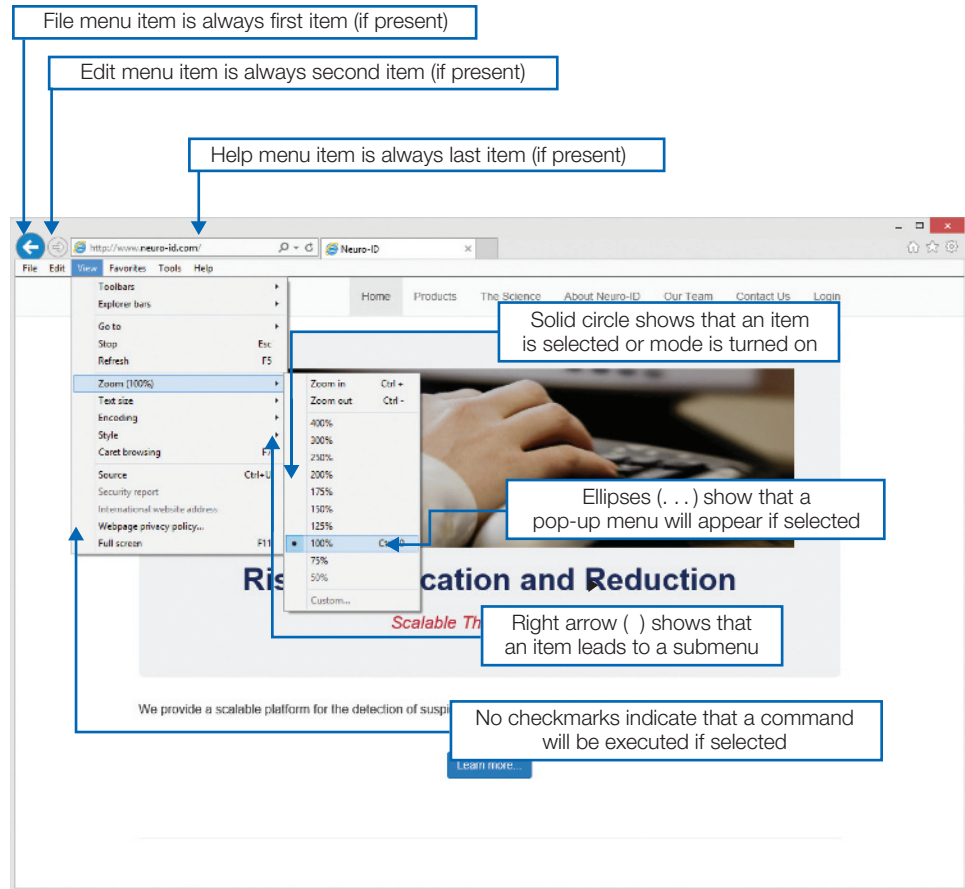 File menu item is always first item (if present)
Edit menu item is always second item (if present)
Help menu item is always last item (if present)
http://www.neuro-id.com/
Neuro-ID
File Edit View Favorites Tools Help
Home Products The Science About Neuro-ID Our Team Contact Us Login
Toolbars
Explorer bars
Go to
Stop Esc
Refresh F5
Zoom (100%)
Text size
Encoding
Style
Caret browsing F7
Source Ctrl+U
Security report
International website address
Webpage privacy policy...
Full screen F11
Zoom in Ctrl +
Zoom out Ctrl -
400%
300%
250%
200%
175%
150%
125%
100%
75%
50%
Custom...
Solid circle shows that an item
is selected or mode is turned on
Ellipses (. . .) show that a
pop-up menu will appear if selected
and Reduction
Scalable
Right arrow ( ) shows that
an item leads to a submenu
We provide a scalable platform for the detection of
No checkmarks indicate that a command
will be executed if selected
Learn more...